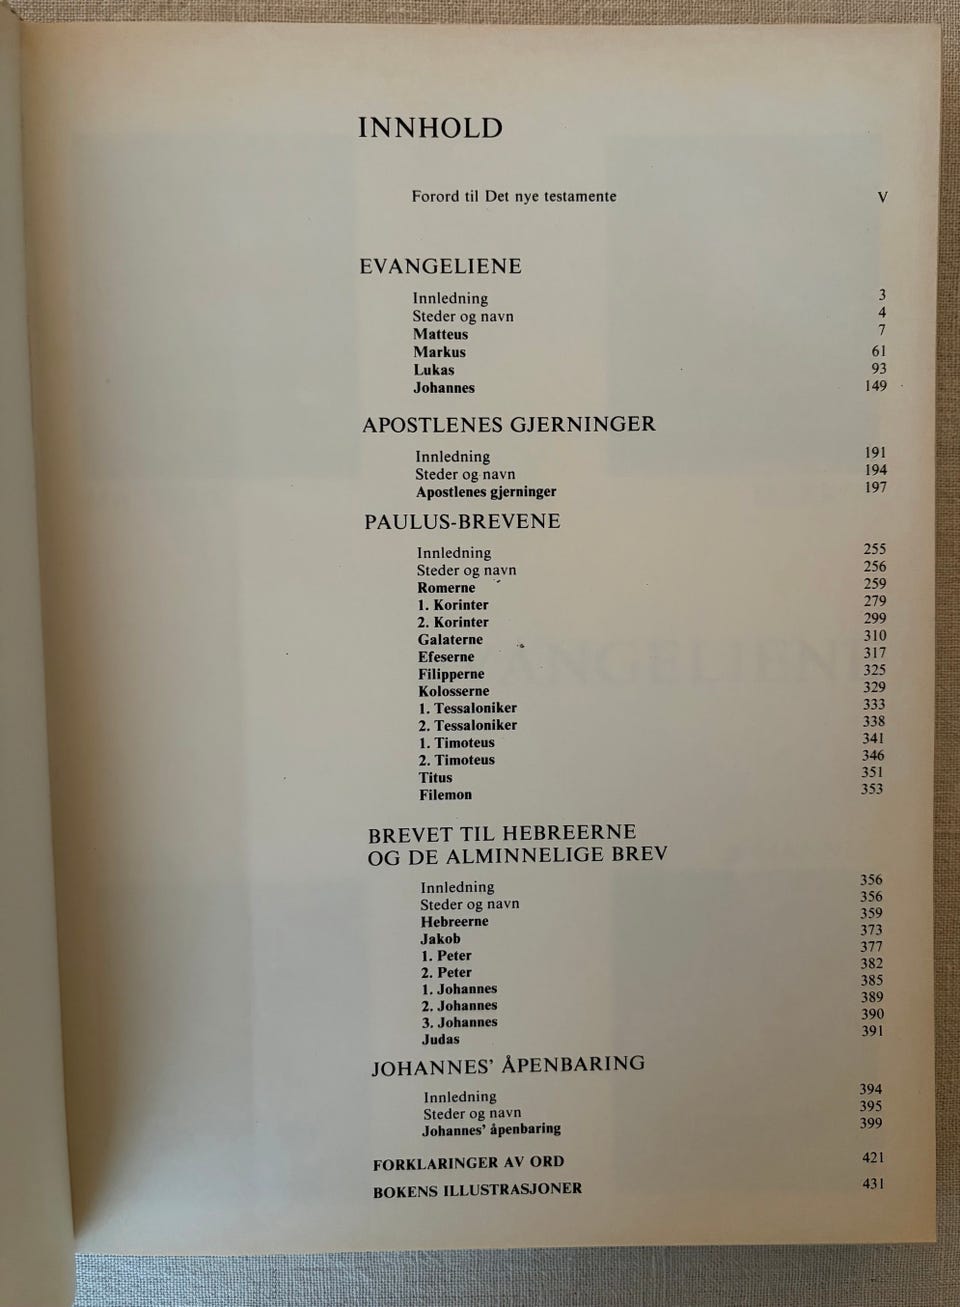 INNHOLD
Forord til Det nye testamente V
EVANGELIENE
Innledning 3
Steder og navn 4
Matteus 7
Markus 61
Lukas 93
Johannes 149
APOSTLENES GJERNINGER
Innledning 191
Steder og navn 194
Apostlenes gjerninger 197
PAULUS-BREVENE
Innledning 255
Steder og navn 256
Romerne 259
1. Korinter 279
2. Korinter 299
Galaterne 310
Efeserne 317
Filipperne 325
Kolosserne 329
1. Tessaloniker 333
2. Tessaloniker 338
1. Timoteus 341
2. Timoteus 346
Titus 351
Filemon 353
BREVET TIL HEBREERNE
OG DE ALMINNELIGE BREV
Innledning 356
Steder og navn 356
Hebreerne 359
Jakob 373
1. Peter 377
2. Peter 382
1. Johannes 385
2. Johannes 389
3. Johannes 390
Judas 391
JOHANNES’ ÅPENBARING
Innledning 394
Steder og navn 395
Johannes’ åpenbaring 399
FORKLARINGER AV ORD 421
BOKENS ILLUSTRASJONER 431